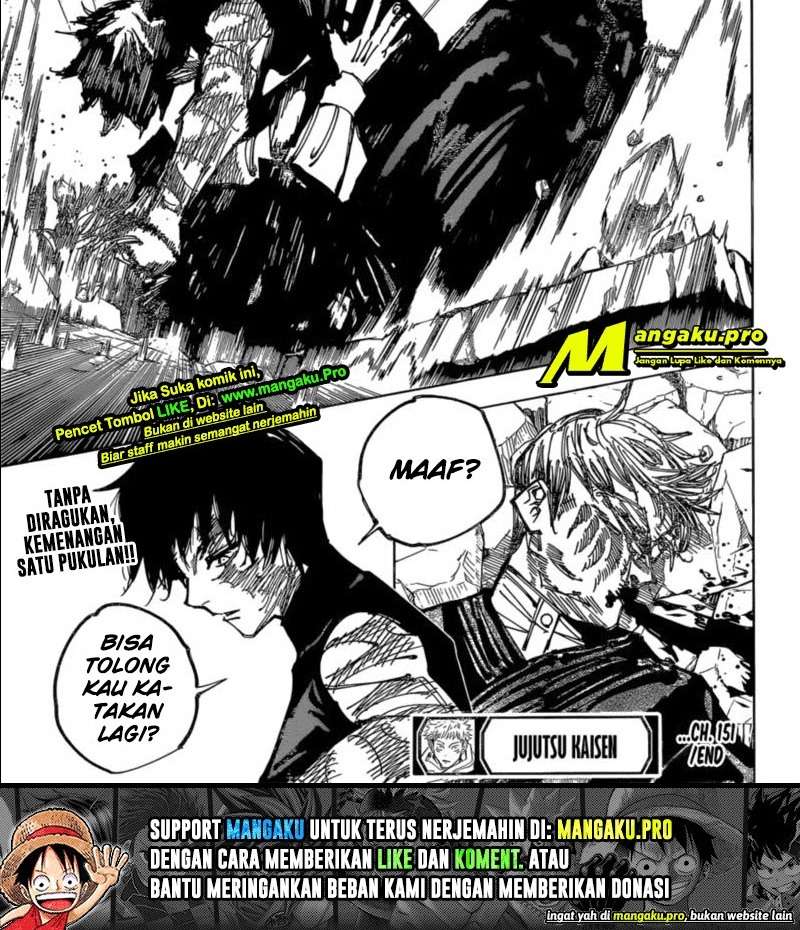 Mangaku.pro
Jangan Lupa Like dan Komennya
Jika Suka komik ini,
Pencet Tombol LIKE, Di: www.mangaku.Pro
Bukan di website lain
Biar staff makin semangat nerjemahin
MAAF?
TANPA
DIRAGUKAN,
KEMENANGAN
SATU PUKULAN!!
BISA
TOLONG
KAU KA-
TAKAN
LAGI?
JUJUTSU KAISEN
...CH. 151
/END
SUPPORT MANGAKU UNTUK TERUS NERJEMAHIN DI: MANGAKU.PRO
DENGAN CARA MEMBERIKAN LIKE DAN KOMENT. ATAU
BANTU MERINGANKAN BEBAN KAMI DENGAN MEMBERIKAN DONASI
ingat yah di mangaku.pro, bukan website lain